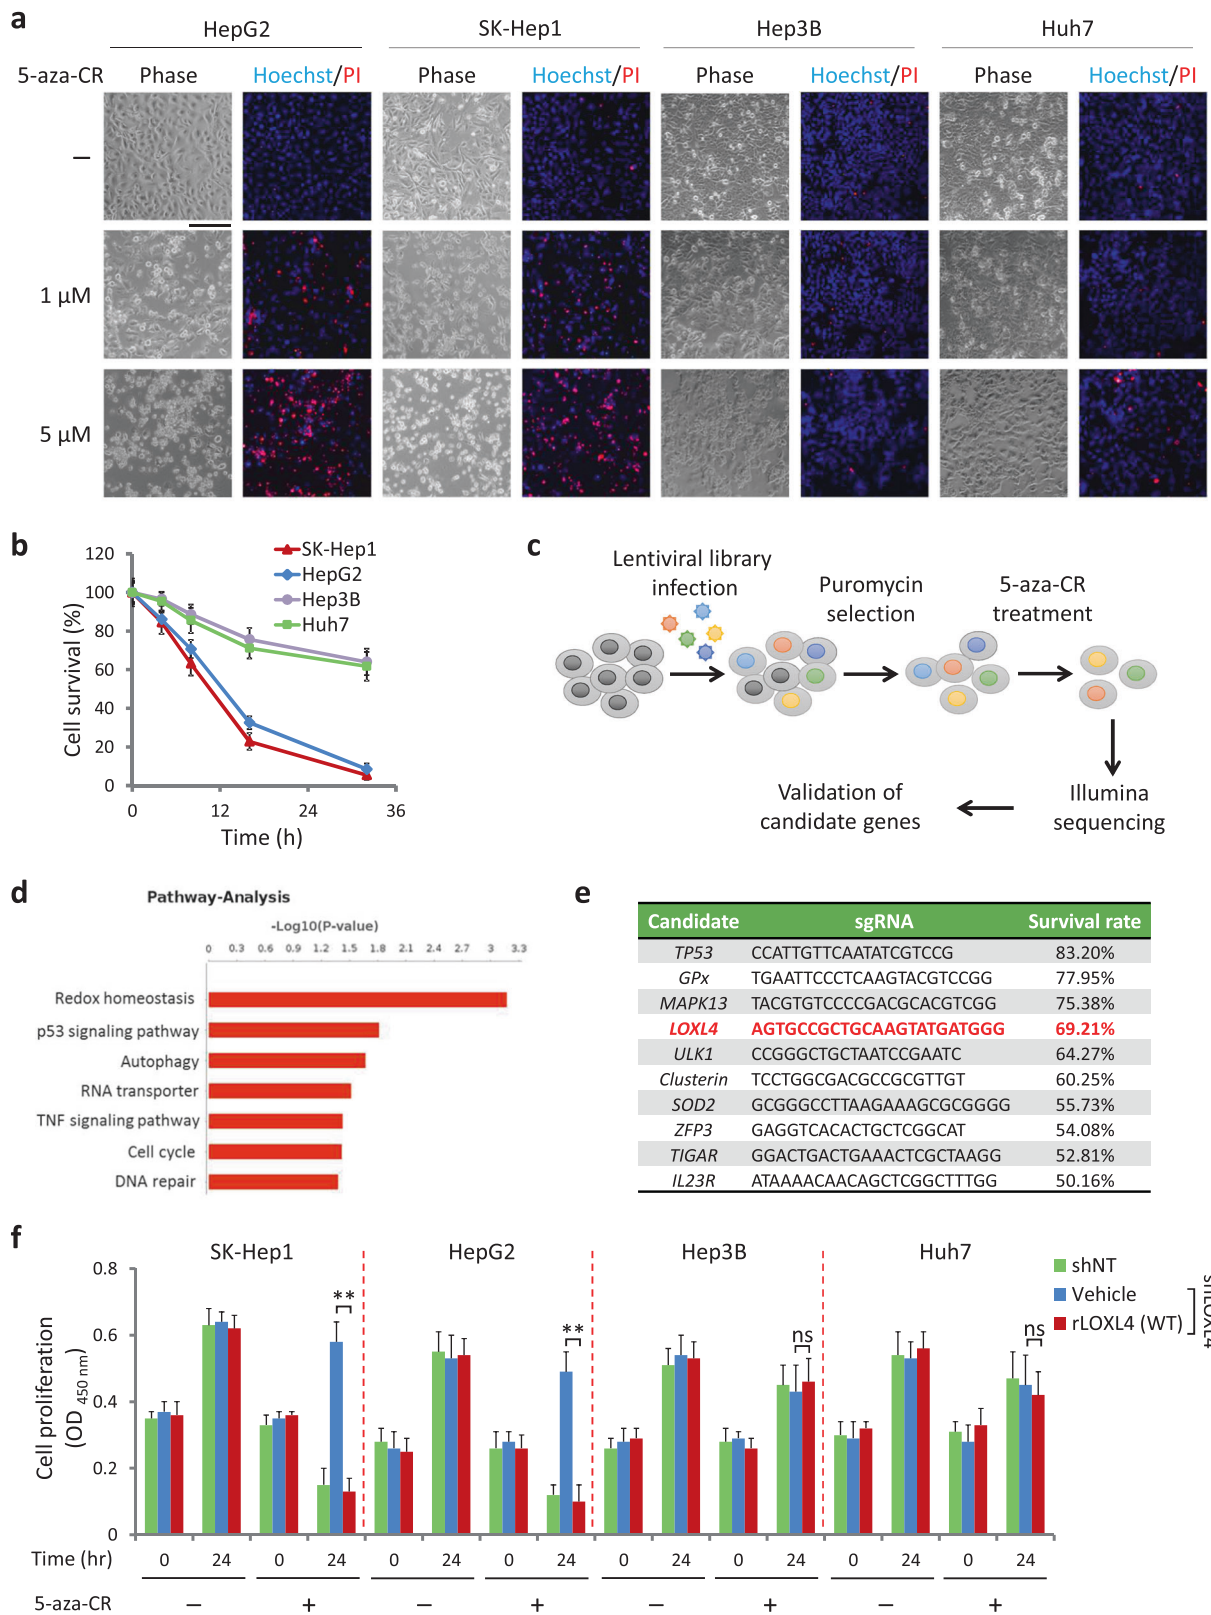 a
HepG2
SK-Hep1
Hep3B
Huh7
5-aza-CR
Phase
Hoechst/PI
Phase
Hoechst/PI
Phase
Hoechst/PI
Phase
Hoechst/PI
–
1 μM
5 μM
b
120
100
80
60
40
20
0
Cell survival (%)
SK-Hep1
HepG2
Hep3B
Huh7
0
12
24
36
Time (h)
c
Lentiviral library
infection
Puromycin
selection
5-aza-CR
treatment
Illumina
sequencing
Validation of
candidate genes
d
Pathway-Analysis
-Log10(P-value)
0 0.3 0.6 0.9 1.2 1.5 1.8 2.1 2.4 2.7 3 3.3
Redox homeostasis
p53 signaling pathway
Autophagy
RNA transporter
TNF signaling pathway
Cell cycle
DNA repair
e
Candidate sgRNA Survival rate
TP53 CCATTGTTCAATATCGTCCG 83.20%
GPx TGAATTCCCTCAAGTACGTCCGG 77.95%
MAPK13 TACGTGTCCCCGACGCACGTCGG 75.38%
LOXL4 AGTGCCGCTGCAAGTATGATGGG 69.21%
ULK1 CCGGGCTGCTAATCCGAATC 64.27%
Clusterin TCCTGGCGACGCCGCGTTGT 60.25%
SOD2 GCGGGCCTTAAGAAAGCGCGGGG 55.73%
ZFP3 GAGGTCACACTGCTCGGCAT 54.08%
TIGAR GGACTGACTGAAACTCGCTAAGG 52.81%
IL23R ATAAAACAACAGCTCGGCTTTGG 50.16%
f
SK-Hep1
HepG2
Hep3B
Huh7
shNT
Vehicle
rLOXL4 (WT)
shLOXL4
0.8
0.6
0.4
0.2
0
Cell proliferation
(OD 450 nm)
**
**
ns
ns
Time (hr) 0 24 0 24 0 24 0 24 0 24 0 24 0 24 0 24
5-aza-CR – + – + – + – +